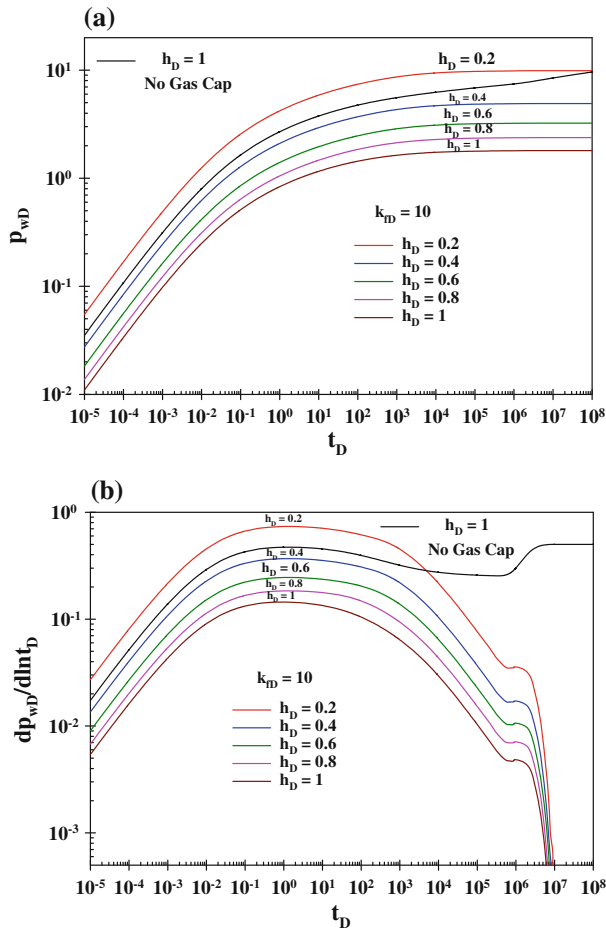 (a)
h_D = 1
No Gas Cap
h_D = 0.2
h_D = 0.4
h_D = 0.6
h_D = 0.8
h_D = 1
k_fD = 10
h_D = 0.2
h_D = 0.4
h_D = 0.6
h_D = 0.8
h_D = 1
p_wD
10^1
10^0
10^-1
10^-2
10^-5 10^-4 10^-3 10^-2 10^-1 10^0 10^1 10^2 10^3 10^4 10^5 10^6 10^7 10^8
t_D
(b)
h_D = 0.2
h_D = 1
No Gas Cap
h_D = 0.4
h_D = 0.6
h_D = 0.8
h_D = 1
k_fD = 10
h_D = 0.2
h_D = 0.4
h_D = 0.6
h_D = 0.8
h_D = 1
dp_wD/dlnt_D
10^0
10^-1
10^-2
10^-3
10^-5 10^-4 10^-3 10^-2 10^-1 10^0 10^1 10^2 10^3 10^4 10^5 10^6 10^7 10^8
t_D